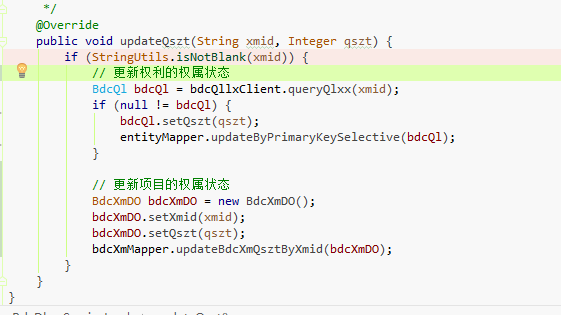 */
@Override
public void updateQszt(String xmid, Integer qszt) {
if (StringUtils.isNotBlank(xmid)) {
// 更新权利的权属状态
BdcQl bdcQl = bdcQllxClient.queryQlxx(xmid);
if (null != bdcQl) {
bdcQl.setQszt(qszt);
entityMapper.updateByPrimaryKeySelective(bdcQl);
}
// 更新项目的权属状态
BdcXmDO bdcXmDO = new BdcXmDO();
bdcXmDO.setXmid(xmid);
bdcXmDO.setQszt(qszt);
bdcXmMapper.updateBdcXmQsztByXmid(bdcXmDO);
}
}
}